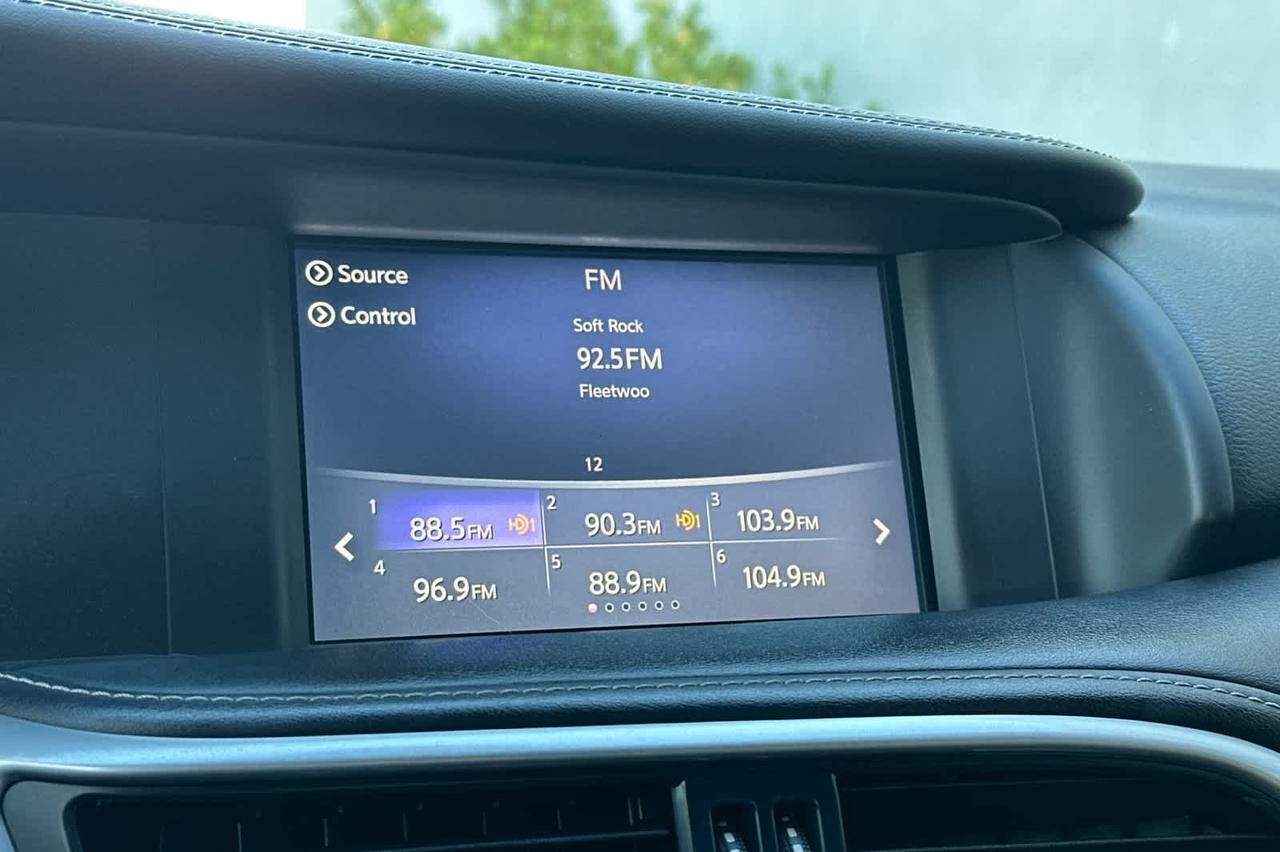 Source
FM
Control
Soft Rock
92.5FM
Fleetwoo
12
1 88.5FM HD1
2 90.3FM HD1
3 103.9FM
4 96.9FM
5 88.9FM
6 104.9FM